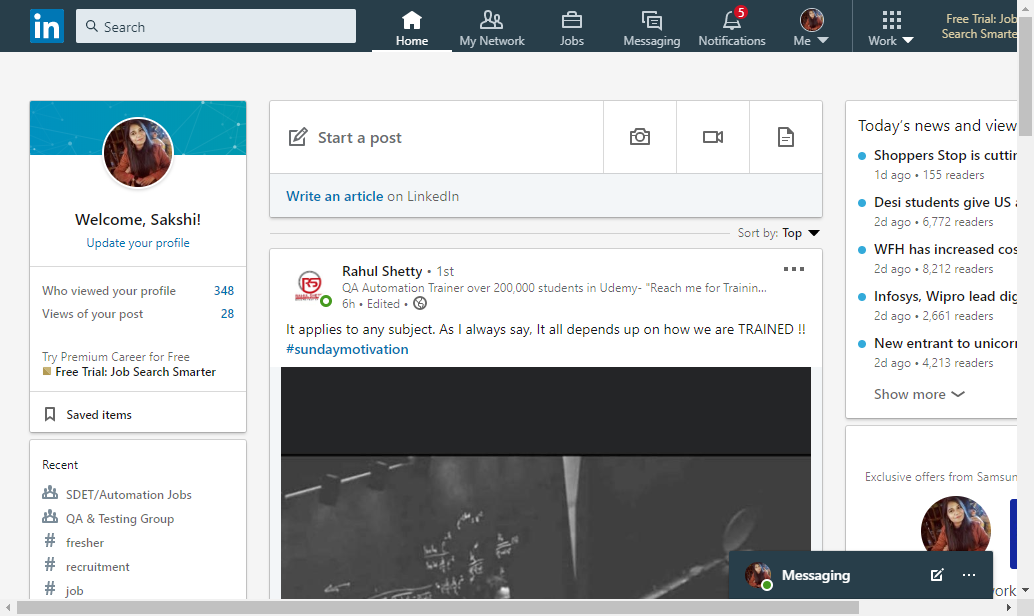 in
Search
Home
My Network
Jobs
Messaging
5
Notifications
Me
Work
Free Trial: Job
Search Smarte
Welcome, Sakshi!
Update your profile
Who viewed your profile 348
Views of your post 28
Try Premium Career for Free
Free Trial: Job Search Smarter
Saved items
Recent
SDET/Automation Jobs
QA & Testing Group
# fresher
# recruitment
# job
Start a post
Write an article on LinkedIn
Sort by: Top
Rahul Shetty • 1st
QA Automation Trainer over 200,000 students in Udemy- "Reach me for Trainin...
6h • Edited •
It applies to any subject. As I always say, It all depends up on how we are TRAINED !!
#sundaymotivation
Today's news and view
Shoppers Stop is cuttin
1d ago • 155 readers
Desi students give US a
2d ago • 6,772 readers
WFH has increased cos
2d ago • 8,212 readers
Infosys, Wipro lead dig
2d ago • 2,661 readers
New entrant to unicorn
2d ago • 4,213 readers
Show more
Exclusive offers from Samsun
Messaging